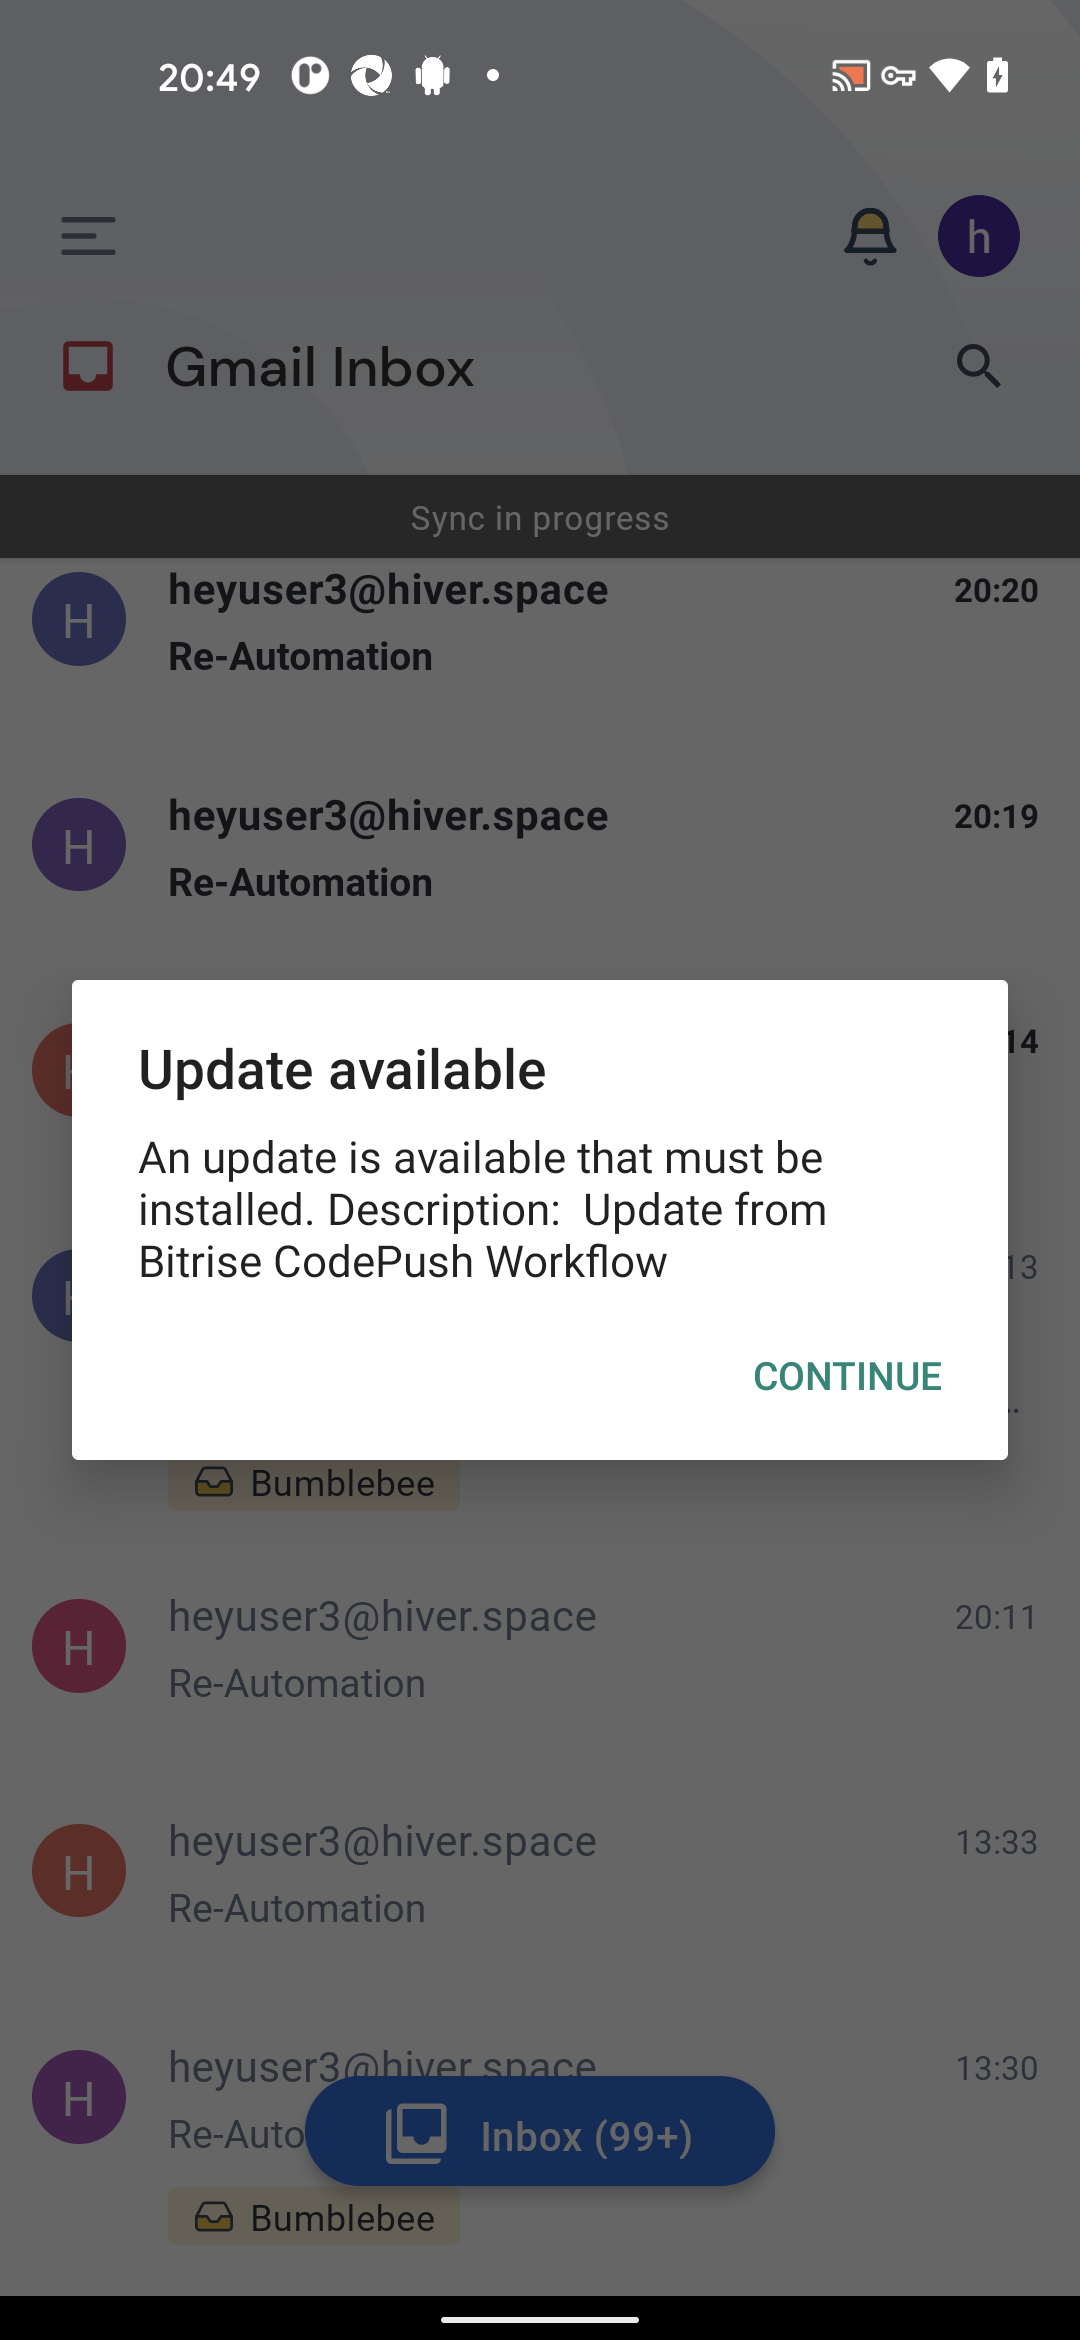 20:49
h
Gmail Inbox
Sync in progress
H
heyuser3@hiver.space
20:20
Re-Automation
H
heyuser3@hiver.space
20:19
Re-Automation
14
Update available
An update is available that must be
installed. Description:  Update from
Bitrise CodePush Workflow
13
CONTINUE
..
Bumblebee
H
heyuser3@hiver.space
20:11
Re-Automation
H
heyuser3@hiver.space
13:33
Re-Automation
H
heyuser3@hiver.space
13:30
Re-Auto
Inbox (99+)
Bumblebee